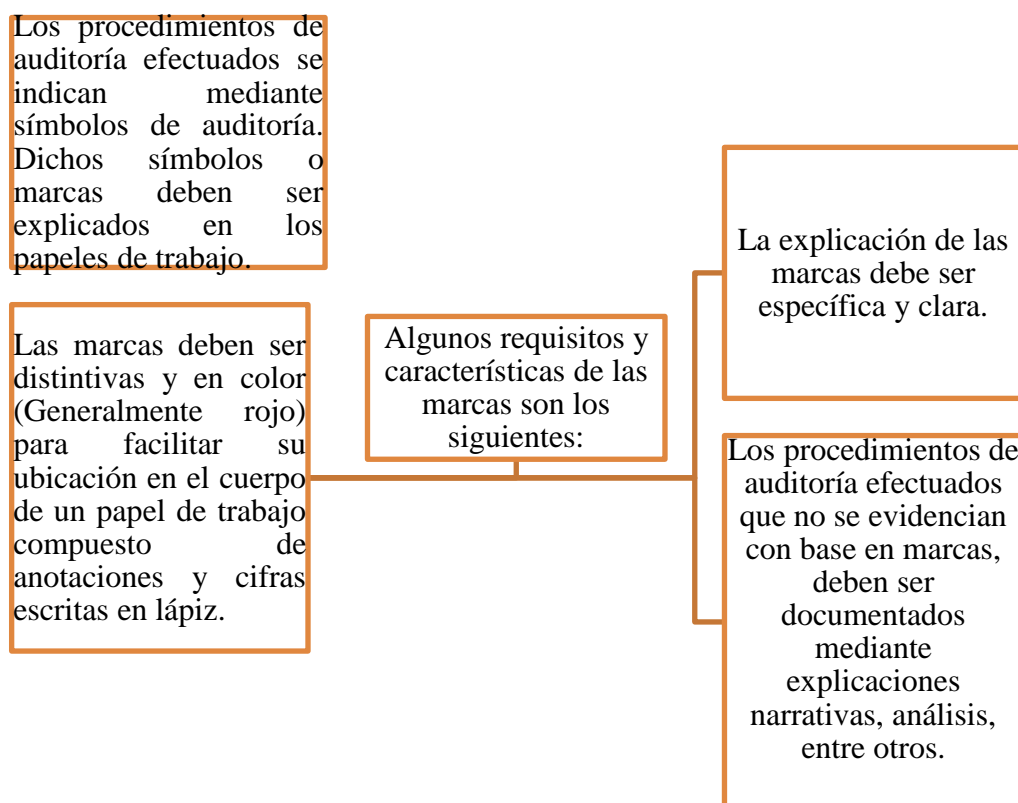 Los procedimientos de
auditoría efectuados se
indican mediante
símbolos de auditoría.
Dichos símbolos o
marcas deben ser
explicados en los
papeles de trabajo.
Las marcas deben ser
distintivas y en color
(Generalmente rojo)
para facilitar su
ubicación en el cuerpo
de un papel de trabajo
compuesto de
anotaciones y cifras
escritas en lápiz.
Algunos requisitos y
características de las
marcas son los
siguientes:
La explicación de las
marcas debe ser
específica y clara.
Los procedimientos de
auditoría efectuados
que no se evidencian
con base en marcas,
deben ser
documentados
mediante
explicaciones
narrativas, análisis,
entre otros.